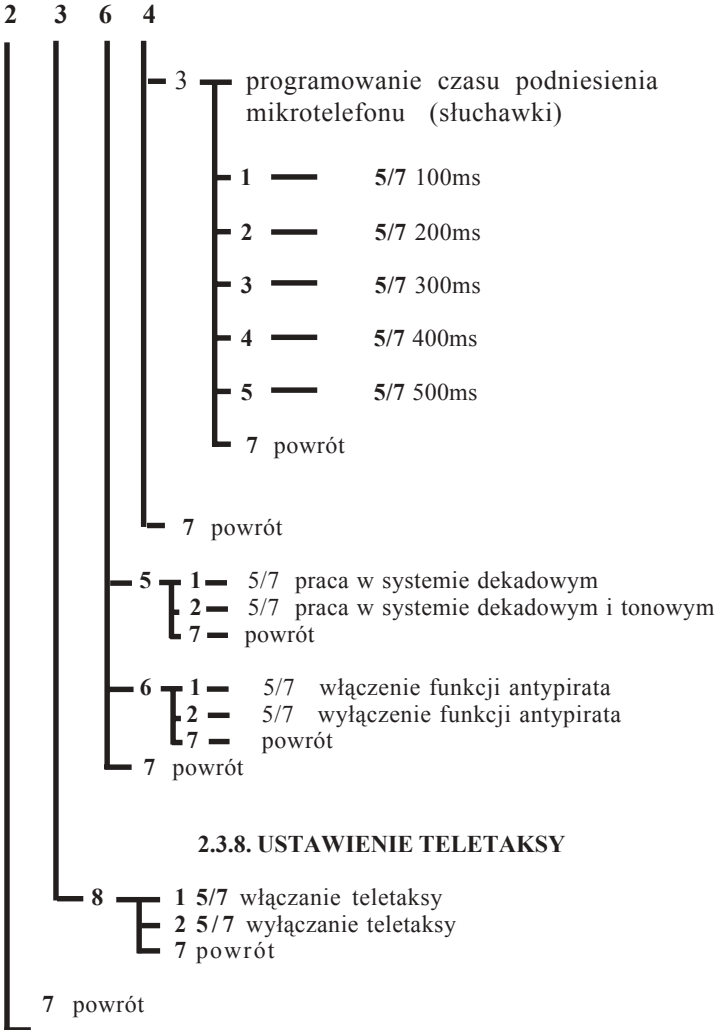 2 3 6 4
3 programowanie czasu podniesienia
mikrotelefonu (słuchawki)
1 5/7 100ms
2 5/7 200ms
3 5/7 300ms
4 5/7 400ms
5 5/7 500ms
7 powrót
7 powrót
5 1 5/7 praca w systemie dekadowym
2 5/7 praca w systemie dekadowym i tonowym
7 powrót
6 1 5/7 włączenie funkcji antypirata
2 5/7 wyłączenie funkcji antypirata
7 powrót
7 powrót
2.3.8. USTAWIENIE TELETAKSY
8 1 5/7 włączanie teletaksy
2 5/7 wyłączanie teletaksy
7 powrót
7 powrót